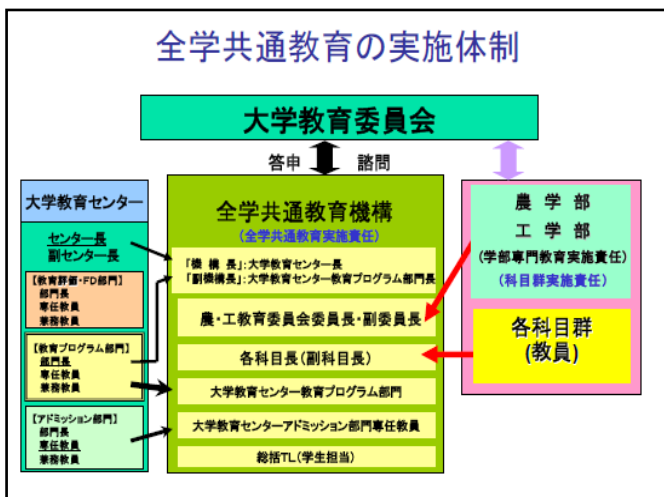 全学共通教育の実施体制
大学教育委員会
答申
諮問
大学教育センター
センター長
副センター長
【教育評価・FD部門】
部門長
専任教員
兼務教員
【教育プログラム部門】
部門長
専任教員
兼務教員
【アドミッション部門】
部門長
専任教員
兼務教員
全学共通教育機構
(全学共通教育実施責任)
「機 構 長」:大学教育センター長
「副機構長」:大学教育センター教育プログラム部門長
農・工教育委員会委員長・副委員長
各科目長(副科目長)
大学教育センター教育プログラム部門
大学教育センターアドミッション部門専任教員
総括TL(学生担当)
農 学 部
工 学 部
(学部専門教育実施責任)
(科目群実施責任)
各科目群
(教員)